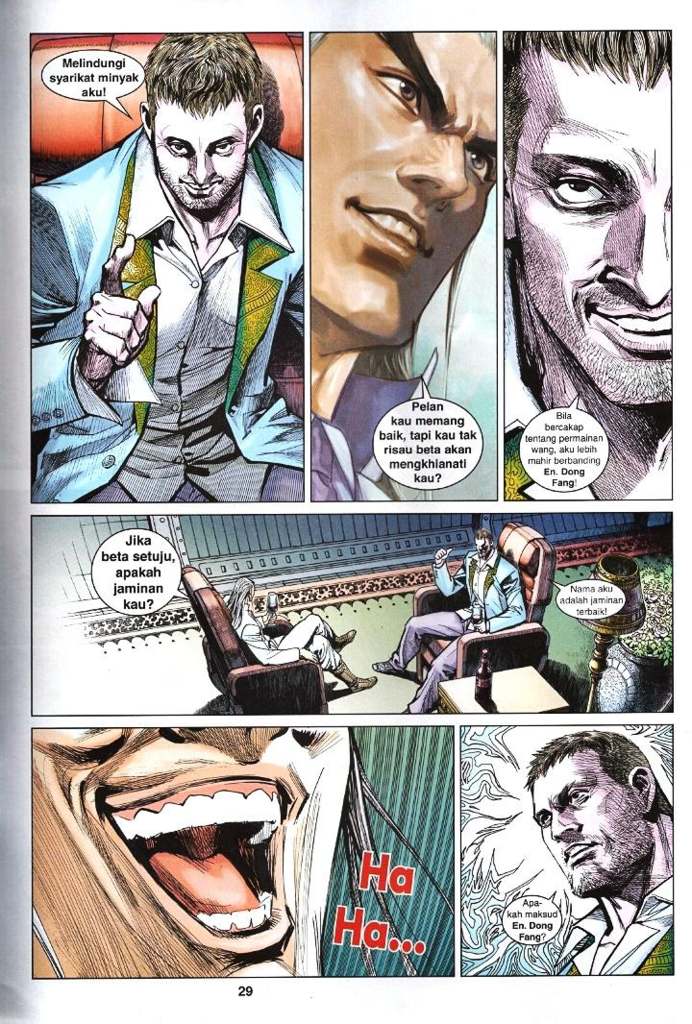 Melindungi
syarikat minyak
aku!
Pelan
kau memang
baik, tapi kau tak
risau beta akan
mengkhianati
kau?
Bila
bercakap
tentang permainan
wang, aku lebih
mahir berbanding
En. Dong
Fang!
Jika
beta setuju,
apakah
jaminan
kau?
Nama aku
adalah jaminan
terbaik!
Ha
Ha...
Apa-
kah maksud
En. Dong
Fang?
29